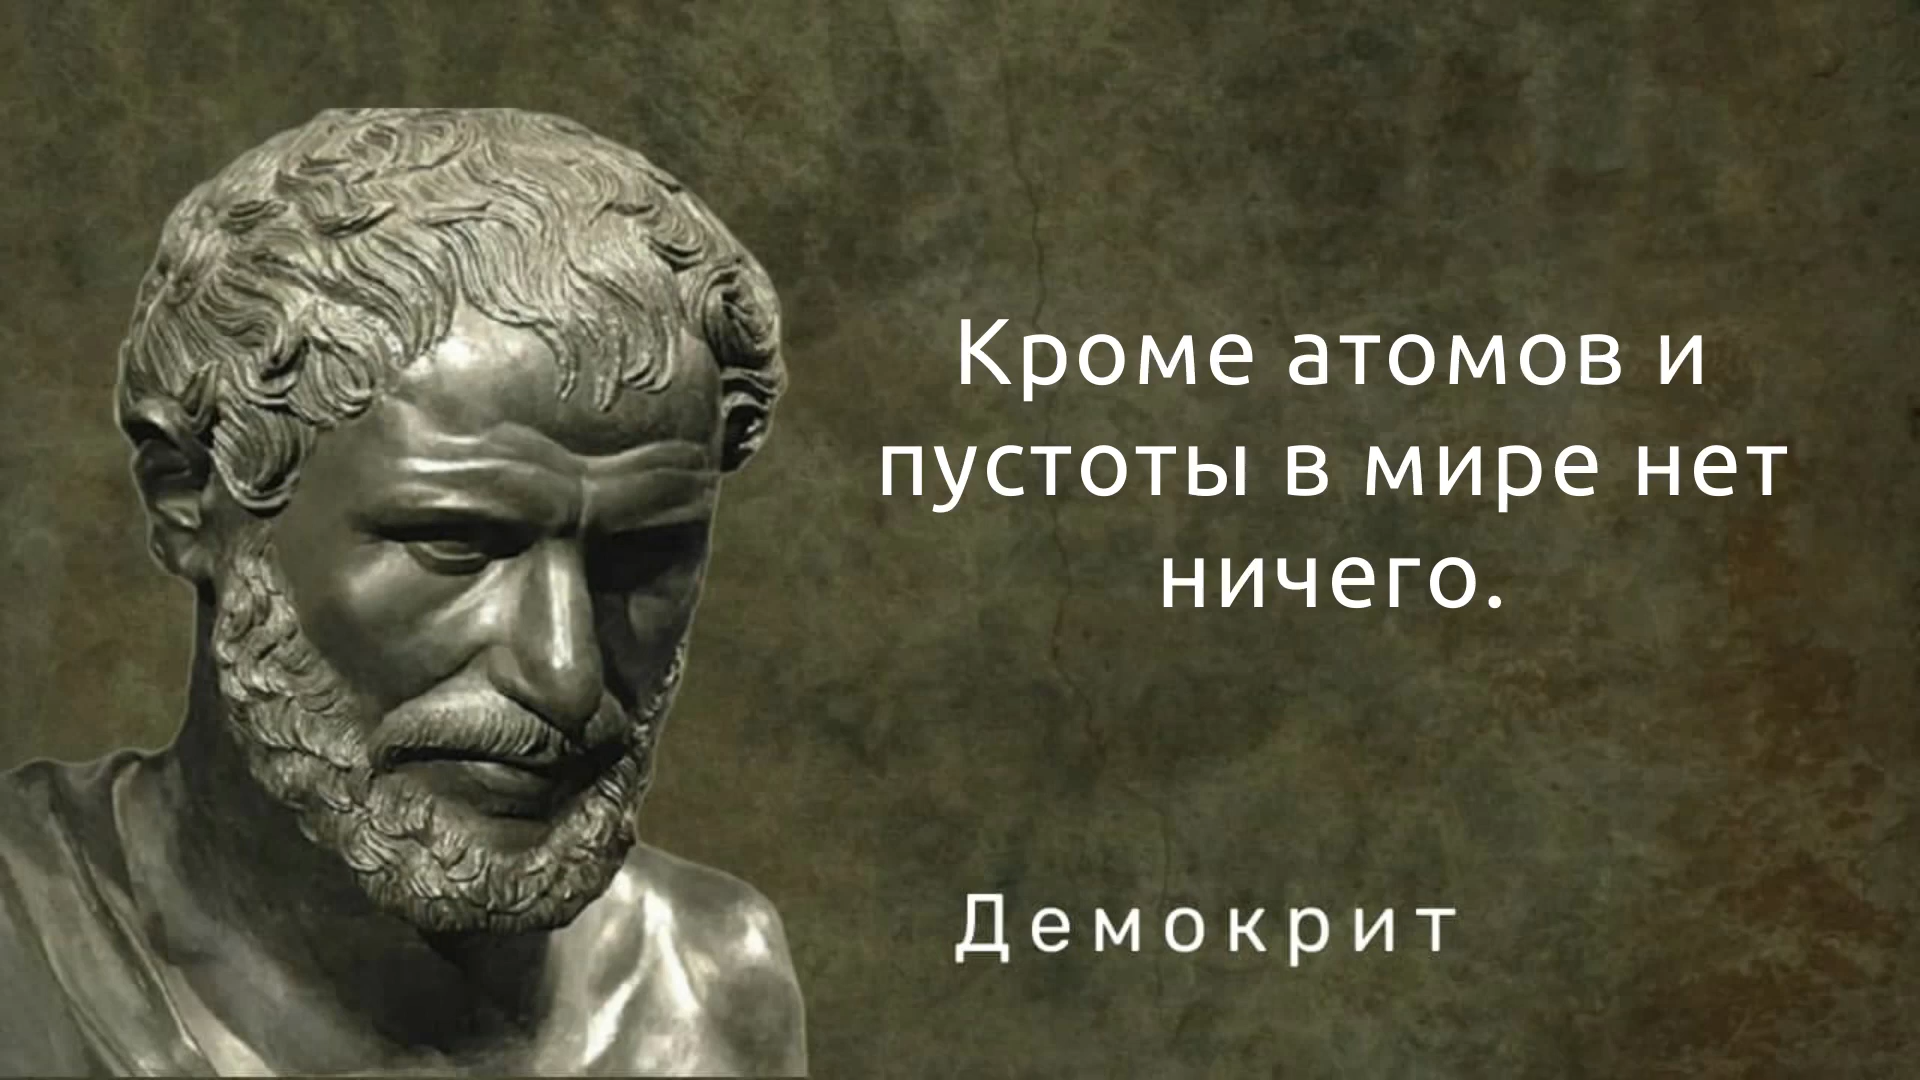 Кроме атомов и
пустоты в мире нет
ничего.
Демокрит